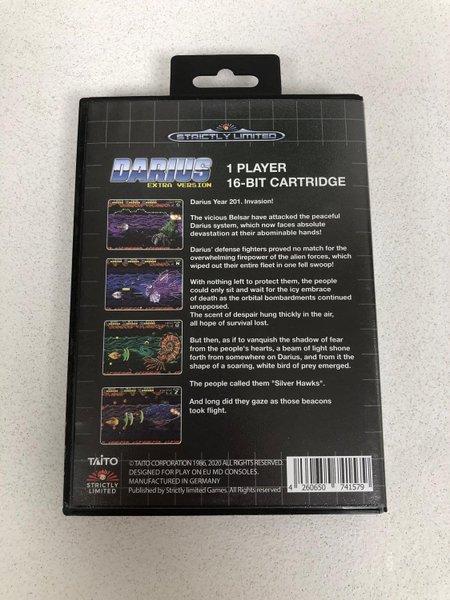 STRICTLY LIMITED
DARIUS
EXTRA VERSION
1 PLAYER
16-BIT CARTRIDGE
Darius Year 201. Invasion!
The vicious Belsar have attacked the peaceful
Darius system, which now faces absolute
devastation at their abominable hands!
Darius' defense fighters proved no match for the
overwhelming firepower of the alien forces, which
wiped out their entire fleet in one fell swoop!
With nothing left to protect them, the people
could only sit and wait for the icy embrace
of death as the orbital bombardments continued
unopposed.
The scent of despair hung thickly in the air,
all hope of survival lost.
But then, as if to vanquish the shadow of fear
from the people's hearts, a beam of light shone
forth from somewhere on Darius, and from it the
shape of a soaring, white bird of prey emerged.
The people called them "Silver Hawks".
And long did they gaze as those beacons
took flight.
TAITO
STRICTLY
LIMITED
© TAITO CORPORATION 1986, 2020 ALL RIGHTS RESERVED.
DESIGNED FOR PLAY ON EU MD CONSOLES.
MANUFACTURED IN GERMANY
Published by Strictly limited Games. All Rights reserved
4 260650 741579